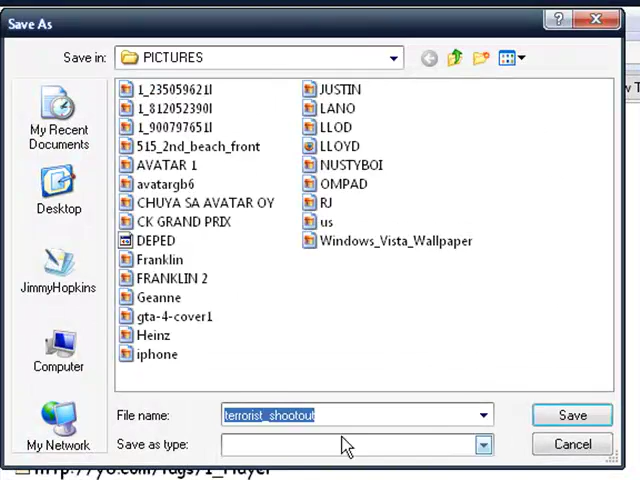 Save As
Save in: PICTURES
1_235059621l
1_812052390l
1_900797651l
515_2nd_beach_front
AVATAR 1
avatargb6
CHUYA SA AVATAR OY
CK GRAND PRIX
DEPED
Franklin
FRANKLIN 2
Geanne
gta-4-cover1
Heinz
iphone
JUSTIN
LANO
LLOD
LLOYD
NUSTYBOI
OMPAD
RJ
us
Windows_Vista_Wallpaper
My Recent
Documents
Desktop
JimmyHopkins
Computer
My Network
File name: terrorist_shootout Save
Save as type: Cancel